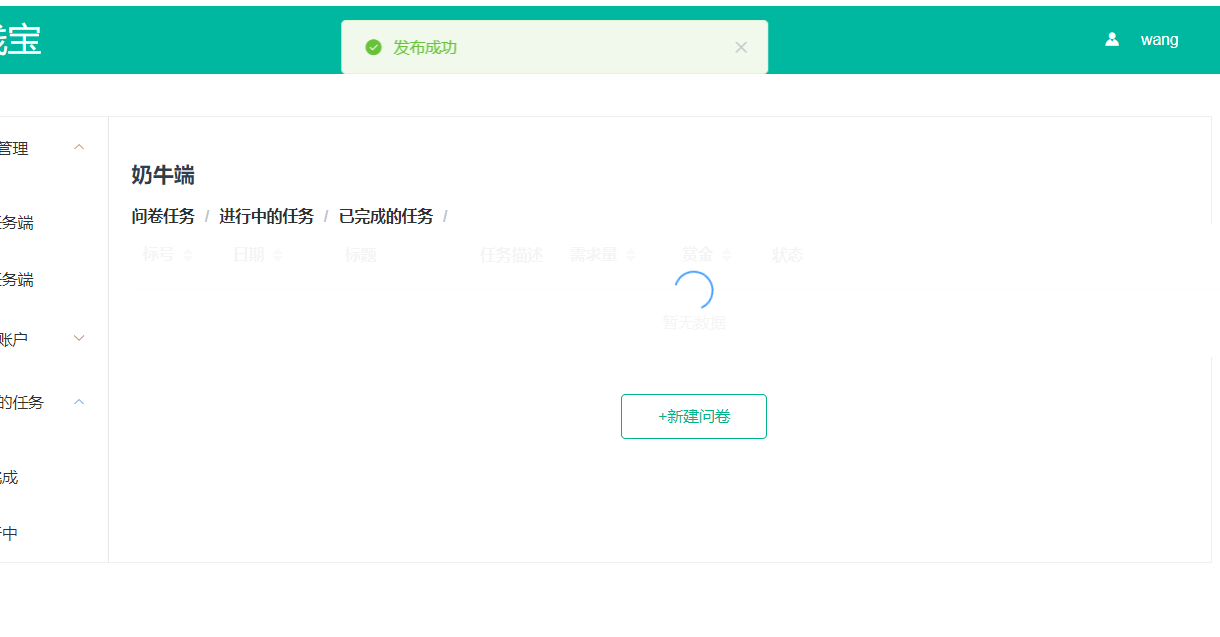 宝
发布成功
wang
管理
务端
务端
账户
的任务
成
中
奶牛端
问卷任务 / 进行中的任务 / 已完成的任务 /
标号 日期 标题 任务描述 需求量 赏金 状态
暂无数据
+新建问卷